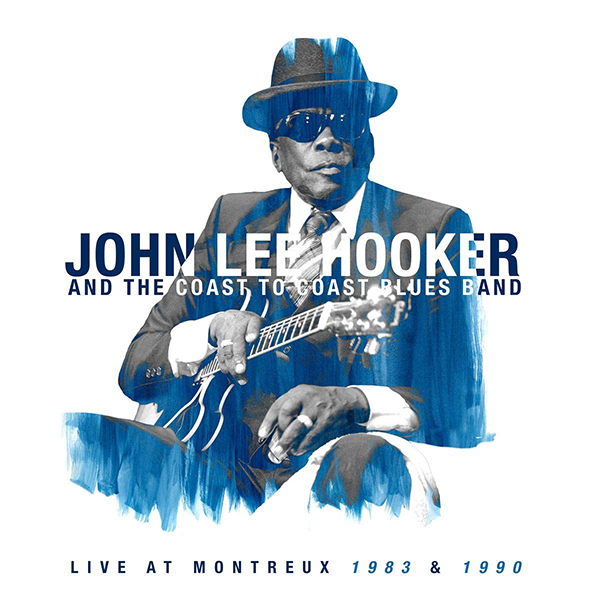 JOHN LEE HOOKER
AND THE COAST TO COAST BLUES BAND
LIVE AT MONTREUX 1983 & 1990